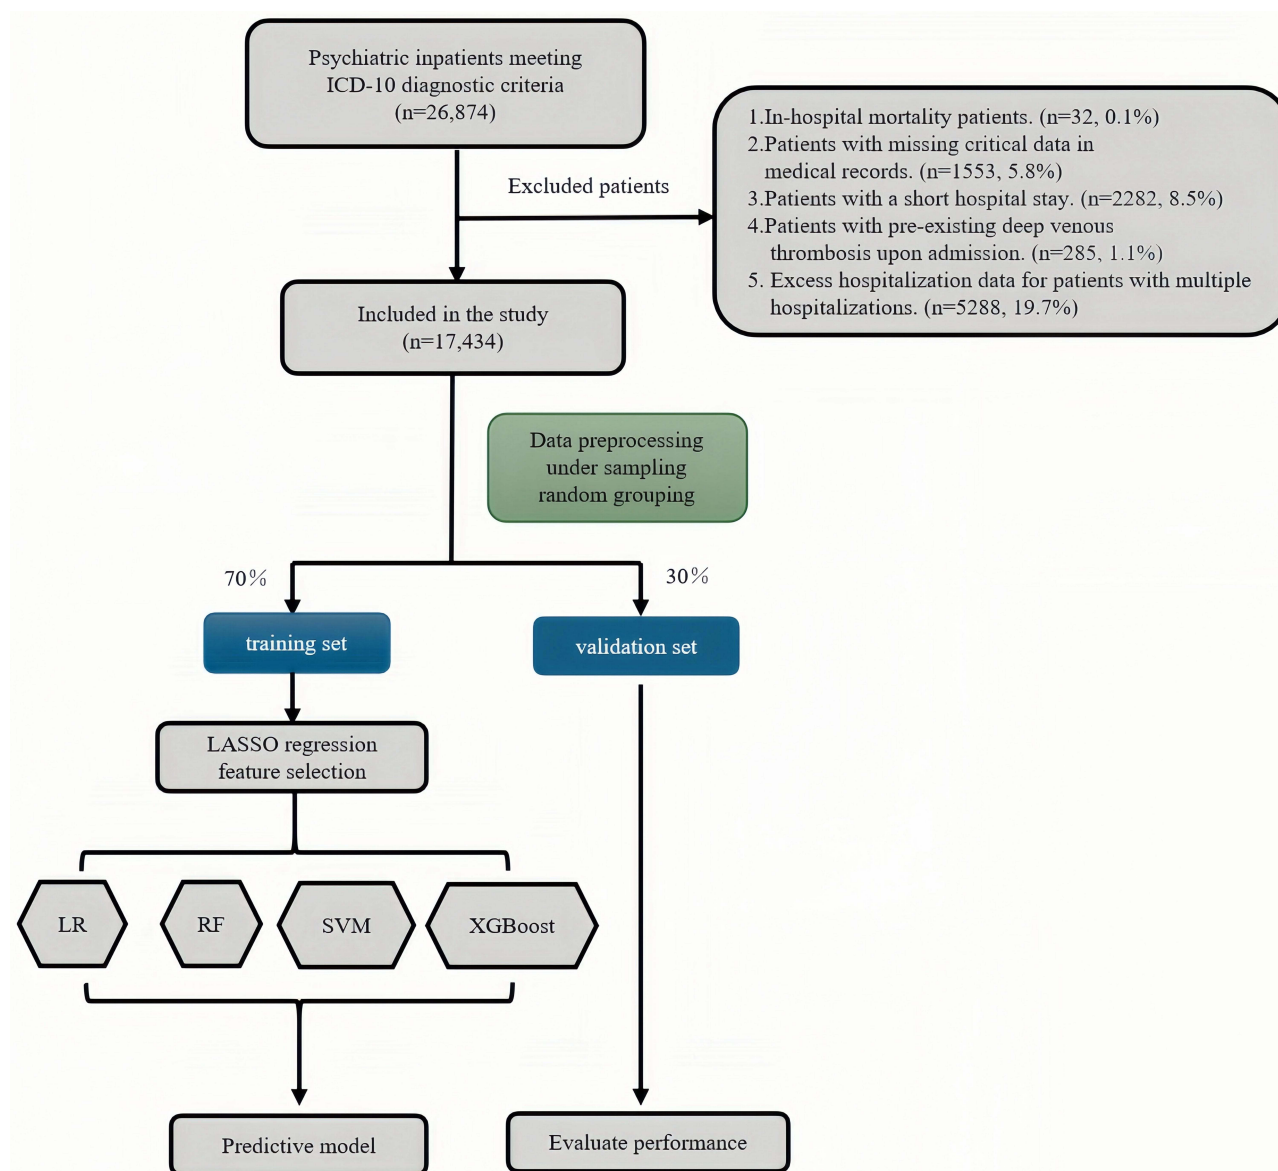 Psychiatric inpatients meeting
ICD-10 diagnostic criteria
(n=26,874)
1.In-hospital mortality patients. (n=32, 0.1%)
2.Patients with missing critical data in
medical records. (n=1553, 5.8%)
3.Patients with a short hospital stay. (n=2282, 8.5%)
4.Patients with pre-existing deep venous
thrombosis upon admission. (n=285, 1.1%)
5. Excess hospitalization data for patients with multiple
hospitalizations. (n=5288, 19.7%)
Excluded patients
Included in the study
(n=17,434)
Data preprocessing
under sampling
random grouping
70%
30%
training set
validation set
LASSO regression
feature selection
LR
RF
SVM
XGBoost
Predictive model
Evaluate performance